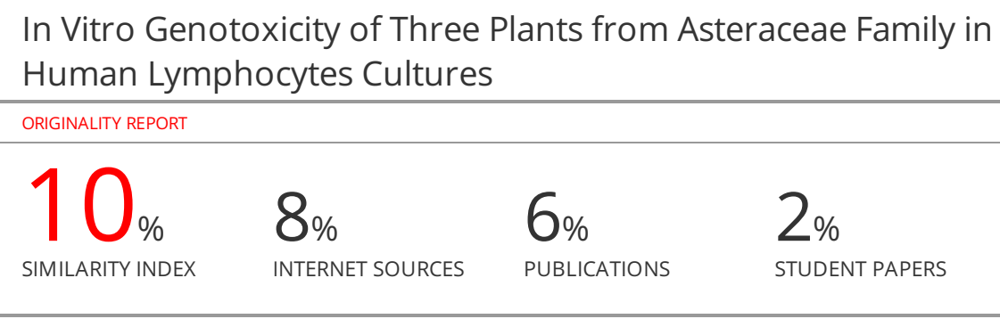 In Vitro Genotoxicity of Three Plants from Asteraceae Family in
Human Lymphocytes Cultures
ORIGINALITY REPORT
10% 8% 6% 2%
SIMILARITY INDEX INTERNET SOURCES PUBLICATIONS STUDENT PAPERS